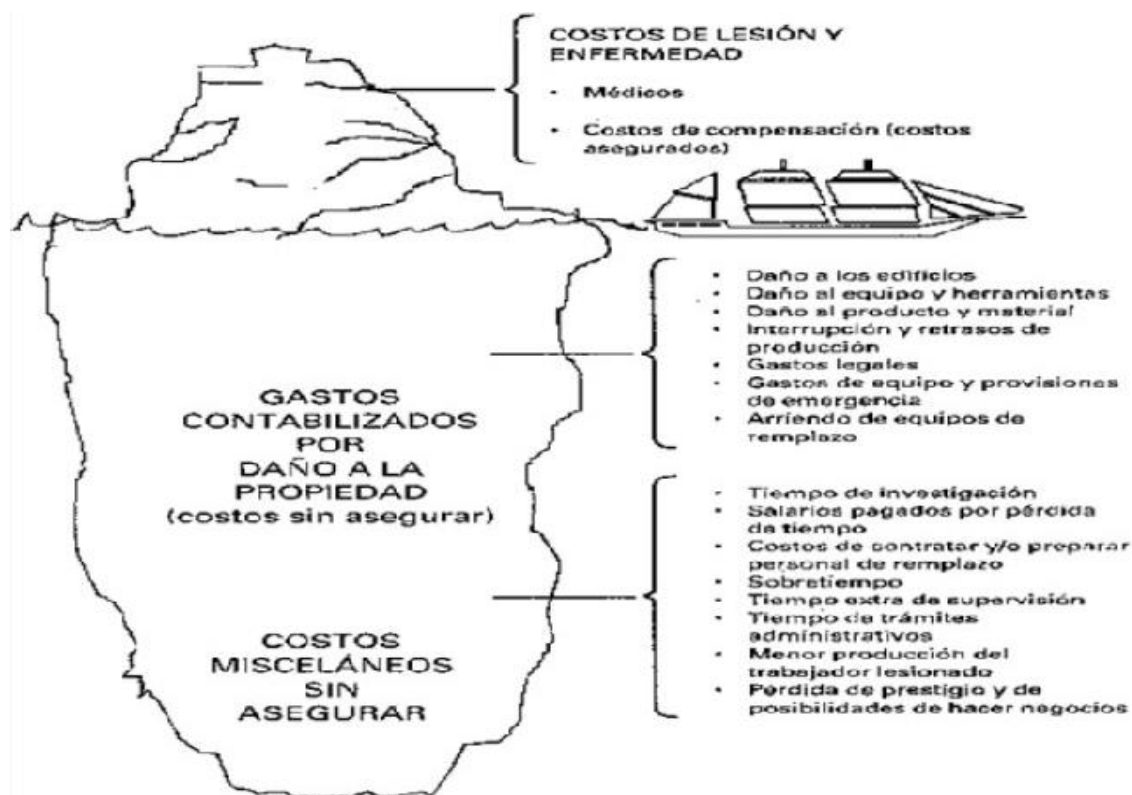 COSTOS DE LESIÓN Y
ENFERMEDAD
· Médicos
· Costos de compensación (costos
asegurados)
· Daño a los edificios
· Daño al equipo y herramientas
· Daño al producto y material
· Interrupción y retrasos de
producción
· Gastos legales
· Gastos de equipo y provisiones
de emergencia
· Arriendo de equipos de
remplazo
GASTOS
CONTABILIZADOS
POR
DAÑO A LA
PROPIEDAD
(costos sin asegurar)
· Tiempo de investigación
· Salarios pagados por pérdida
de tiempo
· Costos de contratar y/o preparar
personal de remplazo
· Sobretiempo
· Tiempo extra de supervisión
· Tiempo de trámites
administrativos
· Menor producción del
trabajador lesionado
· Pérdida de prestigio y de
posibilidades de hacer negocios
COSTOS
MISCELÁNEOS
SIN
ASEGURAR